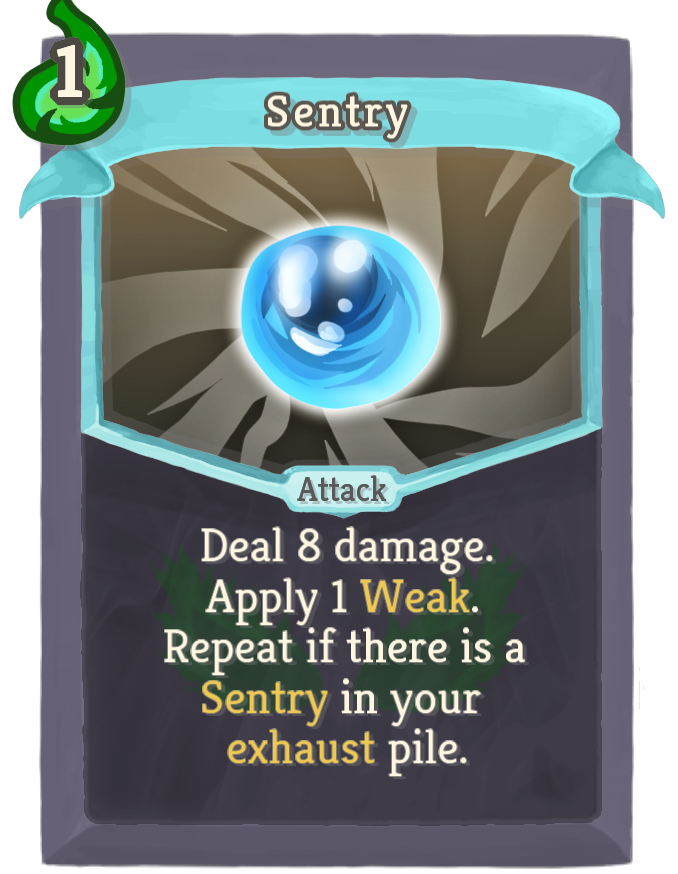 1
Sentry
Attack
Deal 8 damage.
Apply 1 Weak.
Repeat if there is a
Sentry in your
exhaust pile.